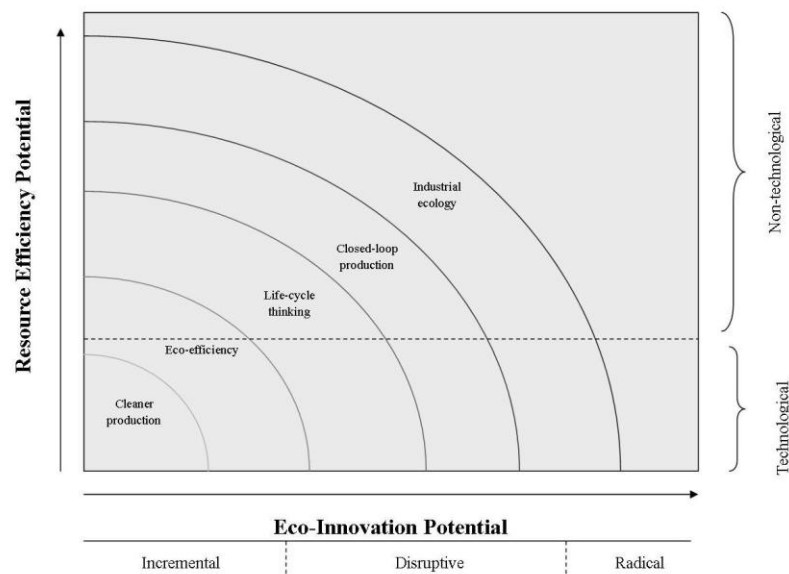 Resource Efficiency Potential
Industrial
ecology
Closed-loop
production
Life-cycle
thinking
Eco-efficiency
Cleaner
production
Non-technological
Technological
Eco-Innovation Potential
Incremental
Disruptive
Radical